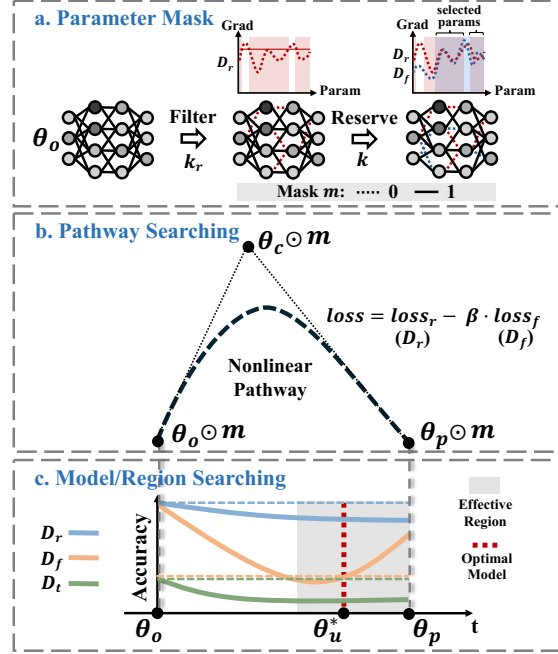 a. Parameter Mask
Grad
D_r
Param
selected
params
Grad
D_r
D_f
Param
θ_o
Filter
k_r
Reserve
k
Mask m: 0 1
b. Pathway Searching
θ_c ⊙ m
loss = loss_r − β · loss_f
(D_r) (D_f)
Nonlinear
Pathway
θ_o ⊙ m
θ_p ⊙ m
c. Model/Region Searching
D_r
D_f
D_t
Accuracy
Effective
Region
Optimal
Model
θ_o
θ_u^*
θ_p
t